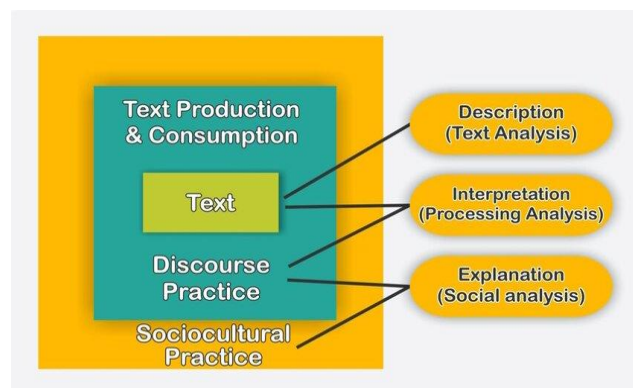 Text Production
& Consumption
Text
Discourse
Practice
Sociocultural
Practice
Description
(Text Analysis)
Interpretation
(Processing Analysis)
Explanation
(Social analysis)